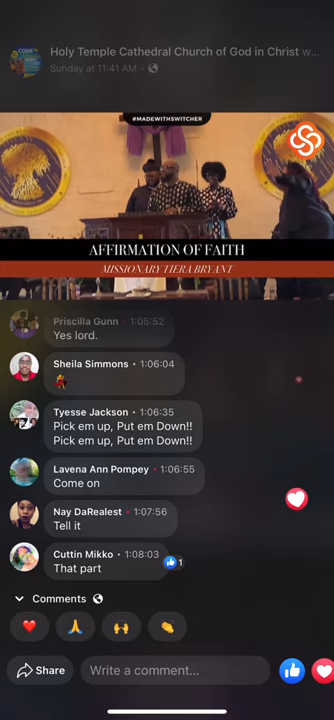 Holy Temple Cathedral Church of God in Christ w...
Sunday at 11:41 AM •
#MADEWITHSWITCHER
AFFIRMATION OF FAITH
MISSIONARY TIERA BRYANT
Priscilla Gunn • 1:05:52
Yes lord.
Sheila Simmons • 1:06:04
💃🏿
Tyesse Jackson • 1:06:35
Pick em up, Put em Down!!
Pick em up, Put em Down!!
Lavena Ann Pompey • 1:06:55
Come on
Nay DaRealest • 1:07:56
Tell it
Cuttin Mikko • 1:08:03
That part
1
Comments
❤️ 🙏 🙌 👏
Share
Write a comment...